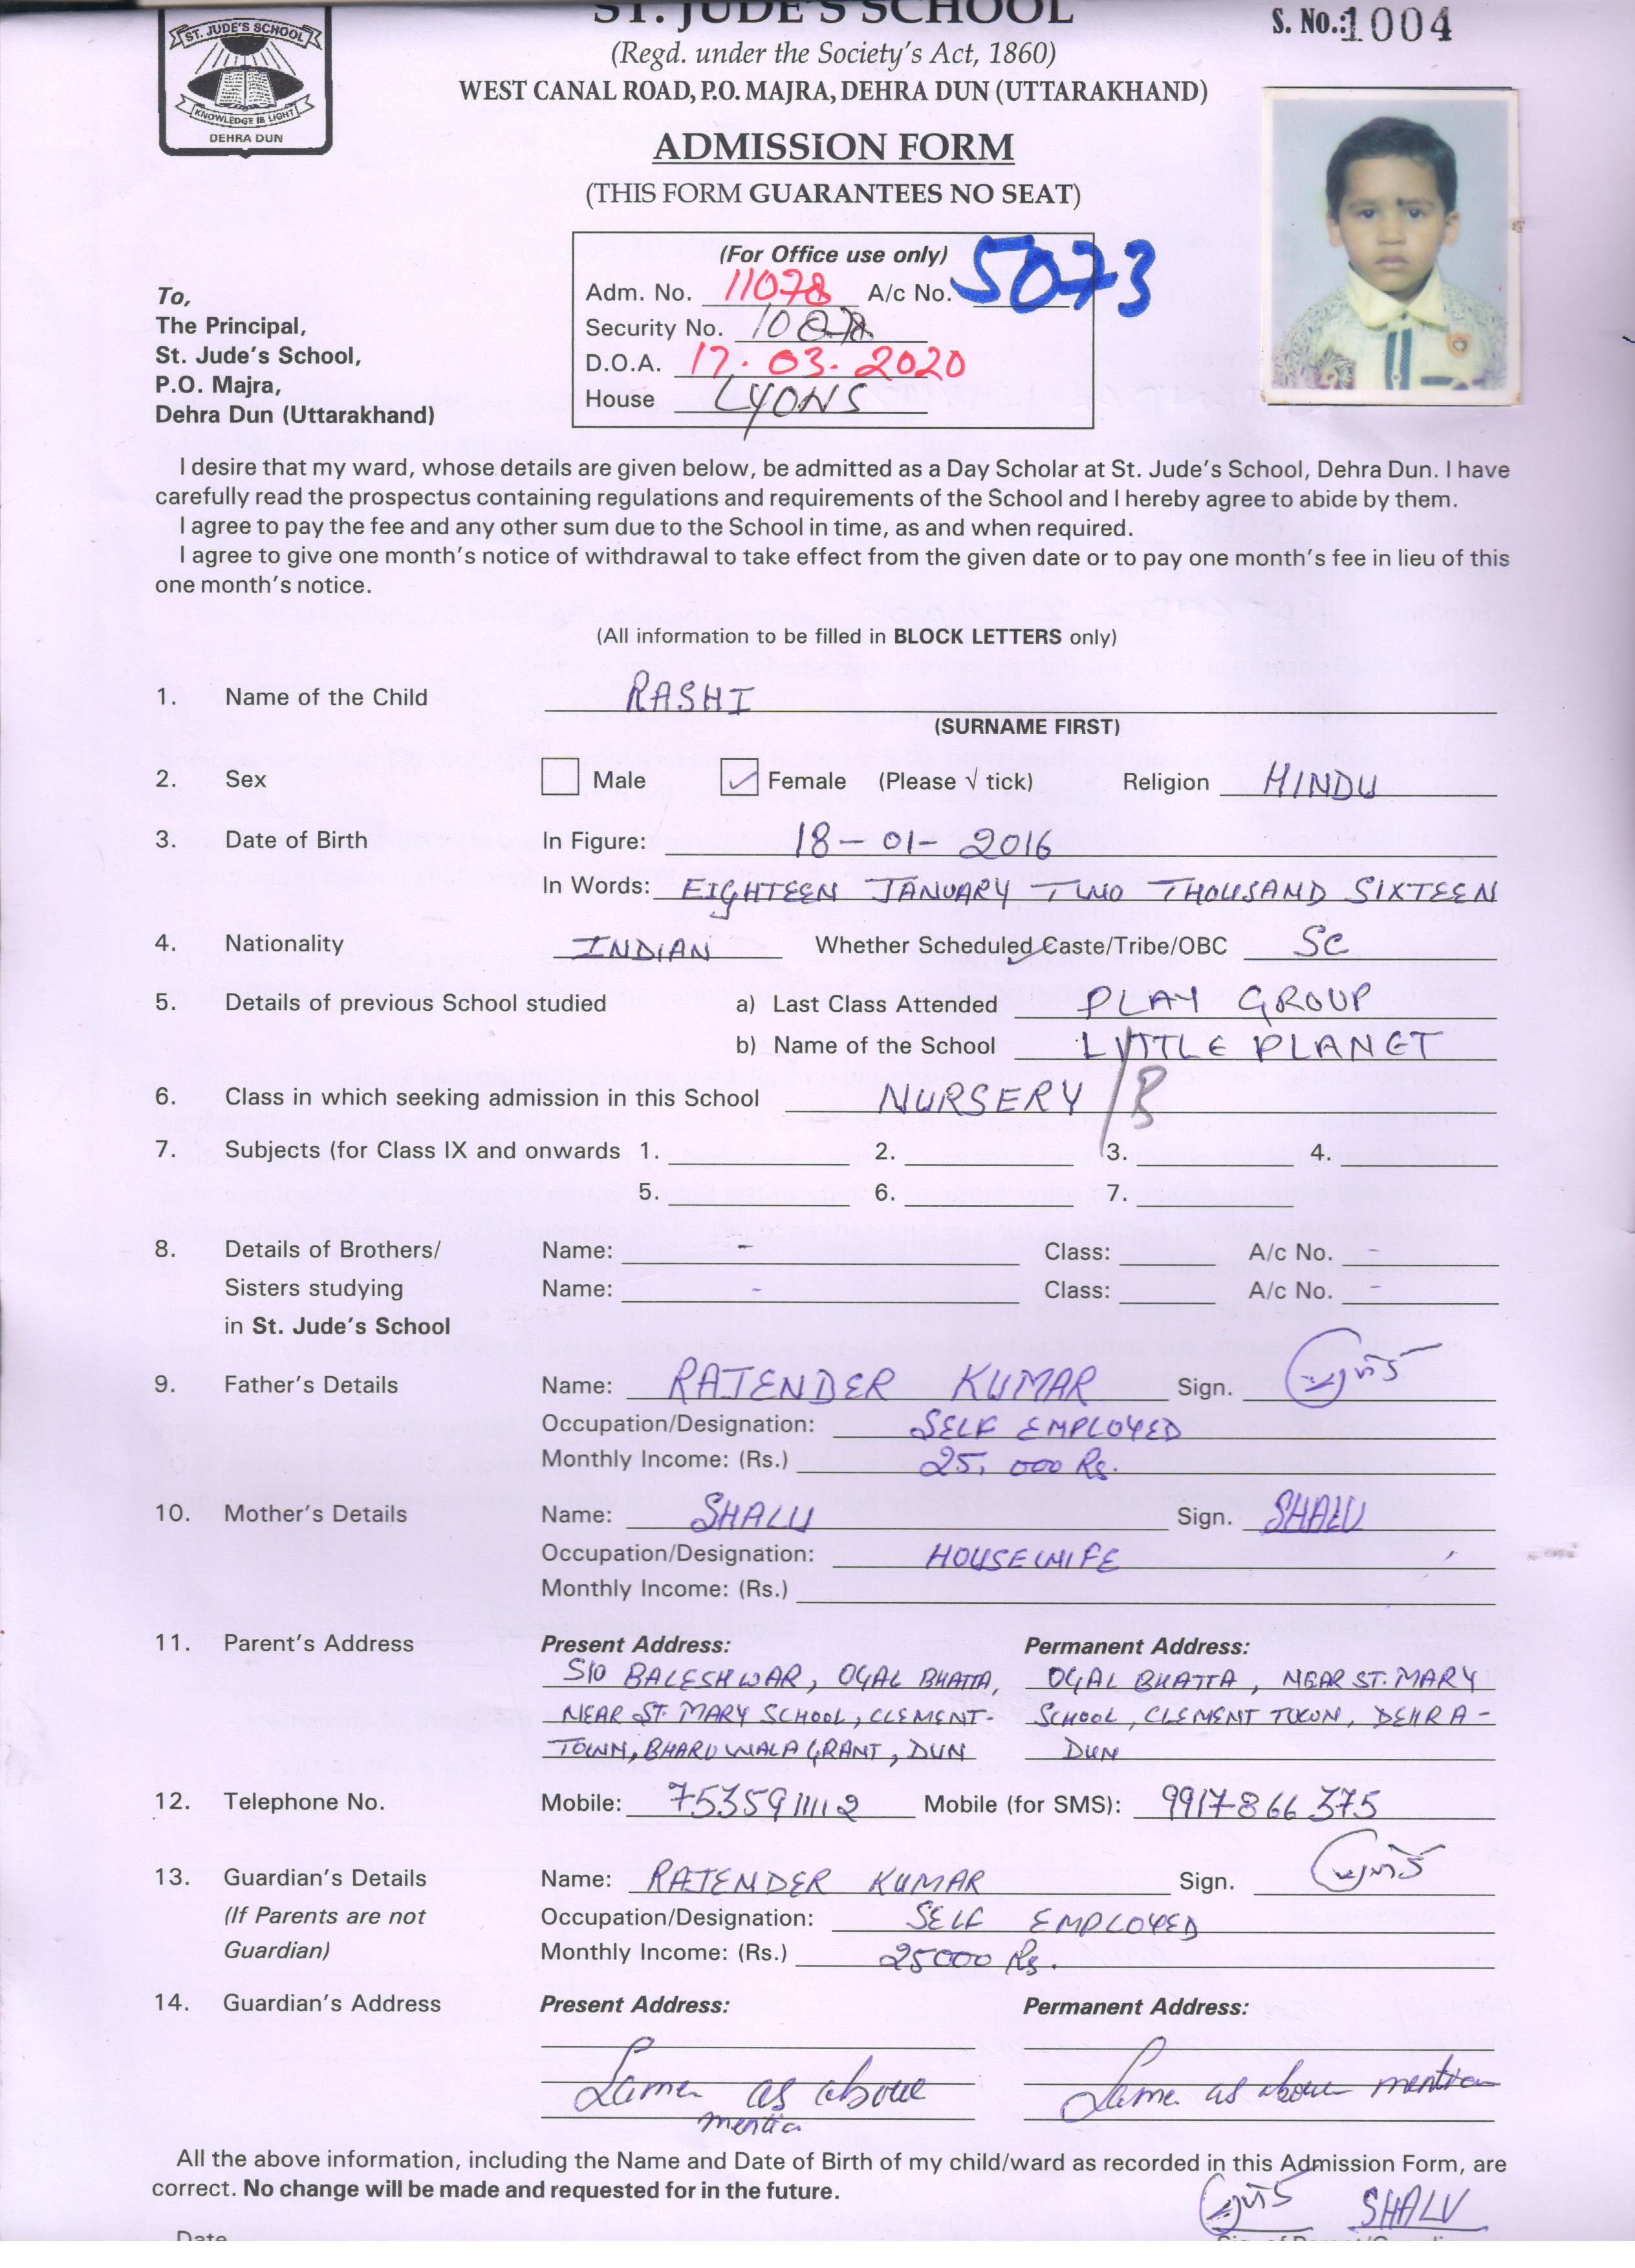 ST. JUDE'S SCHOOL
S. No.: 1004
ST. JUDE'S SCHOOL
KNOWLEDGE IS LIGHT
DEHRA DUN
(Regd. under the Society's Act, 1860)
WEST CANAL ROAD, P.O. MAJRA, DEHRA DUN (UTTARAKHAND)
ADMISSION FORM
(THIS FORM GUARANTEES NO SEAT)
(For Office use only)
Adm. No. 11078 A/c No. 5073
Security No.
D.O.A. 17.03.2020
House LYONS
To,
The Principal,
St. Jude's School,
P.O. Majra,
Dehra Dun (Uttarakhand)
I desire that my ward, whose details are given below, be admitted as a Day Scholar at St. Jude's School, Dehra Dun. I have
carefully read the prospectus containing regulations and requirements of the School and I hereby agree to abide by them.
I agree to pay the fee and any other sum due to the School in time, as and when required.
I agree to give one month's notice of withdrawal to take effect from the given date or to pay one month's fee in lieu of this
one month's notice.
(All information to be filled in BLOCK LETTERS only)
1. Name of the Child RASHI
(SURNAME FIRST)
2. Sex Male ✓ Female (Please √ tick) Religion HINDU
3. Date of Birth In Figure: 18-01-2016
In Words: EIGHTEEN JANUARY TWO THOUSAND SIXTEEN
4. Nationality INDIAN Whether Scheduled Caste/Tribe/OBC SC
5. Details of previous School studied a) Last Class Attended PLAY GROUP
b) Name of the School LITTLE PLANET
6. Class in which seeking admission in this School NURSERY /B
7. Subjects (for Class IX and onwards 1. 2. 3. 4.
5. 6. 7.
8. Details of Brothers/ Name: - Class: A/c No. -
Sisters studying Name: - Class: A/c No. -
in St. Jude's School
9. Father's Details Name: RAJENDER KUMAR Sign.
Occupation/Designation: SELF EMPLOYED
Monthly Income: (Rs.) 25,000 Rs.
10. Mother's Details Name: SHALU Sign. SHALU
Occupation/Designation: HOUSEWIFE
Monthly Income: (Rs.)
11. Parent's Address Present Address: Permanent Address:
S/O BALESHWAR, OGAL BHATTA, OGAL BHATTA, NEAR ST. MARY
NEAR ST. MARY SCHOOL, CLEMENT- SCHOOL, CLEMENT TOWN, DEHRA-
TOWN, BHARUWALA GRANT, DUN DUN
12. Telephone No. Mobile: 7535911112 Mobile (for SMS): 9917866375
13. Guardian's Details Name: RAJENDER KUMAR Sign.
(If Parents are not Occupation/Designation: SELF EMPLOYED
Guardian) Monthly Income: (Rs.) 25000 Rs.
14. Guardian's Address Present Address: Permanent Address:
Same as above Same as above mention
mention
All the above information, including the Name and Date of Birth of my child/ward as recorded in this Admission Form, are
correct. No change will be made and requested for in the future.
SHALU
Date